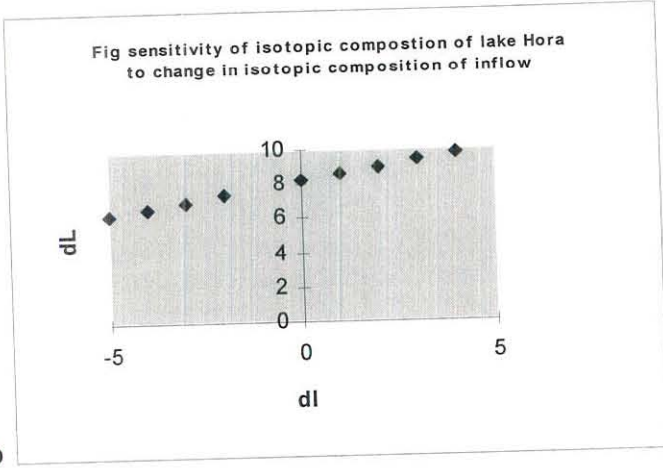 Fig sensitivity of isotopic compostion of lake Hora
to change in isotopic composition of inflow
10
8
6
4
2
0
dL
-5
0
5
dI